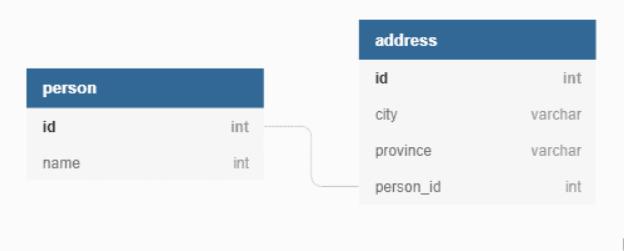 person
id int
name int
address
id int
city varchar
province varchar
person_id int